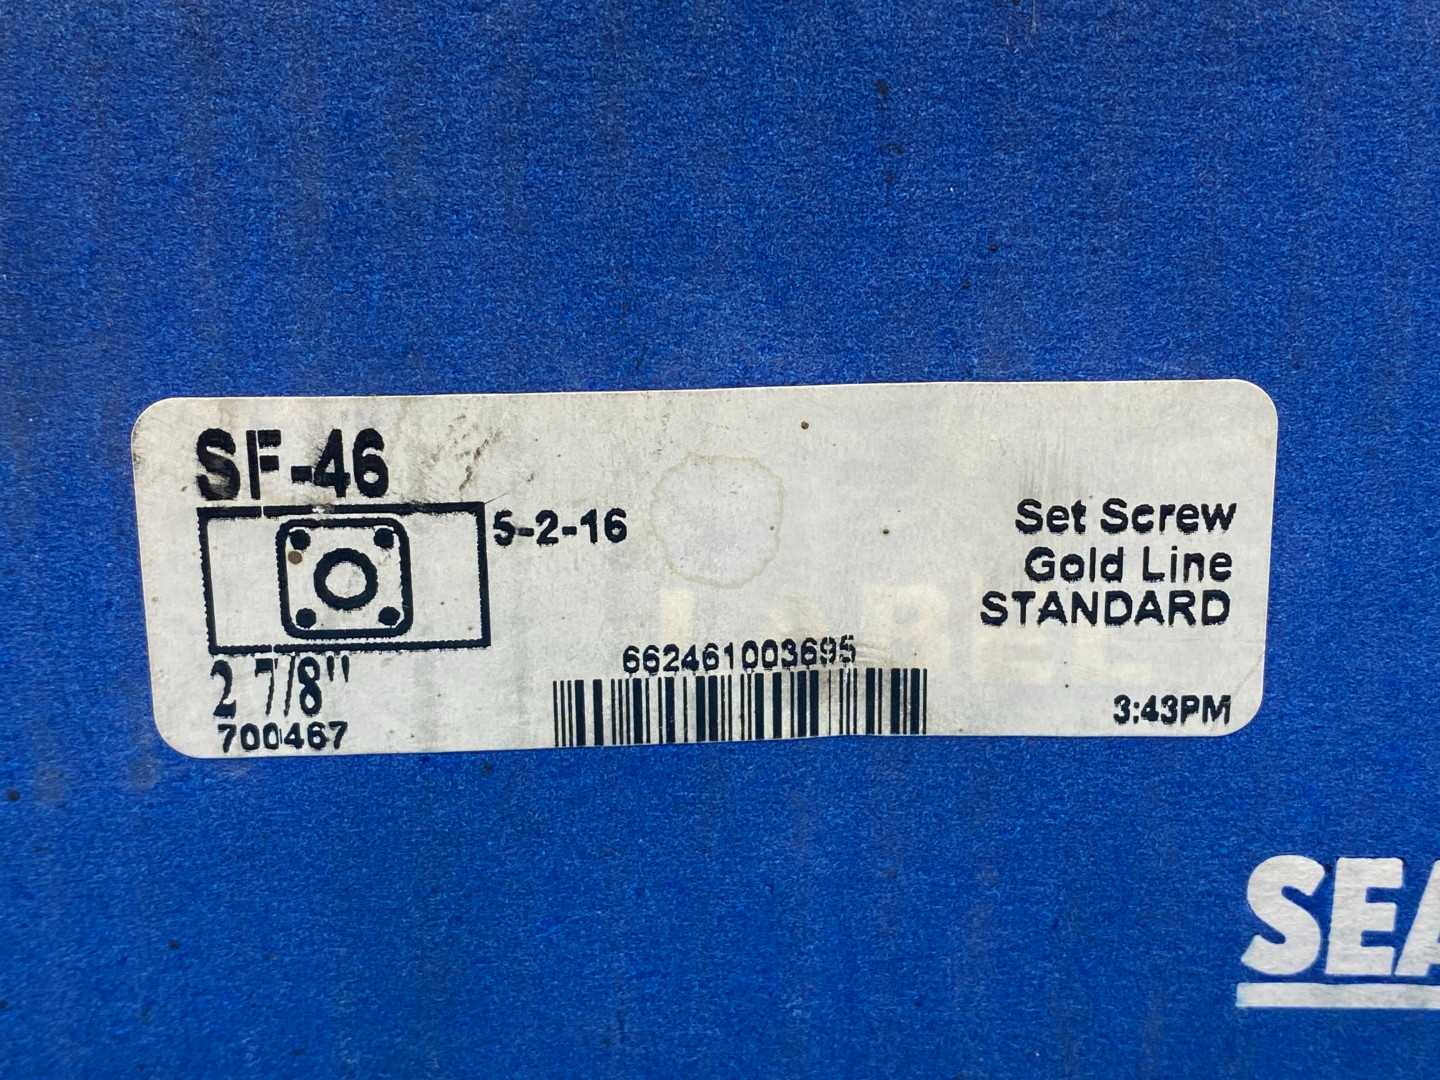 SF-46
5-2-16
Set Screw
Gold Line
STANDARD
2 7/8"
700467
662461003695
3:43PM
SEA